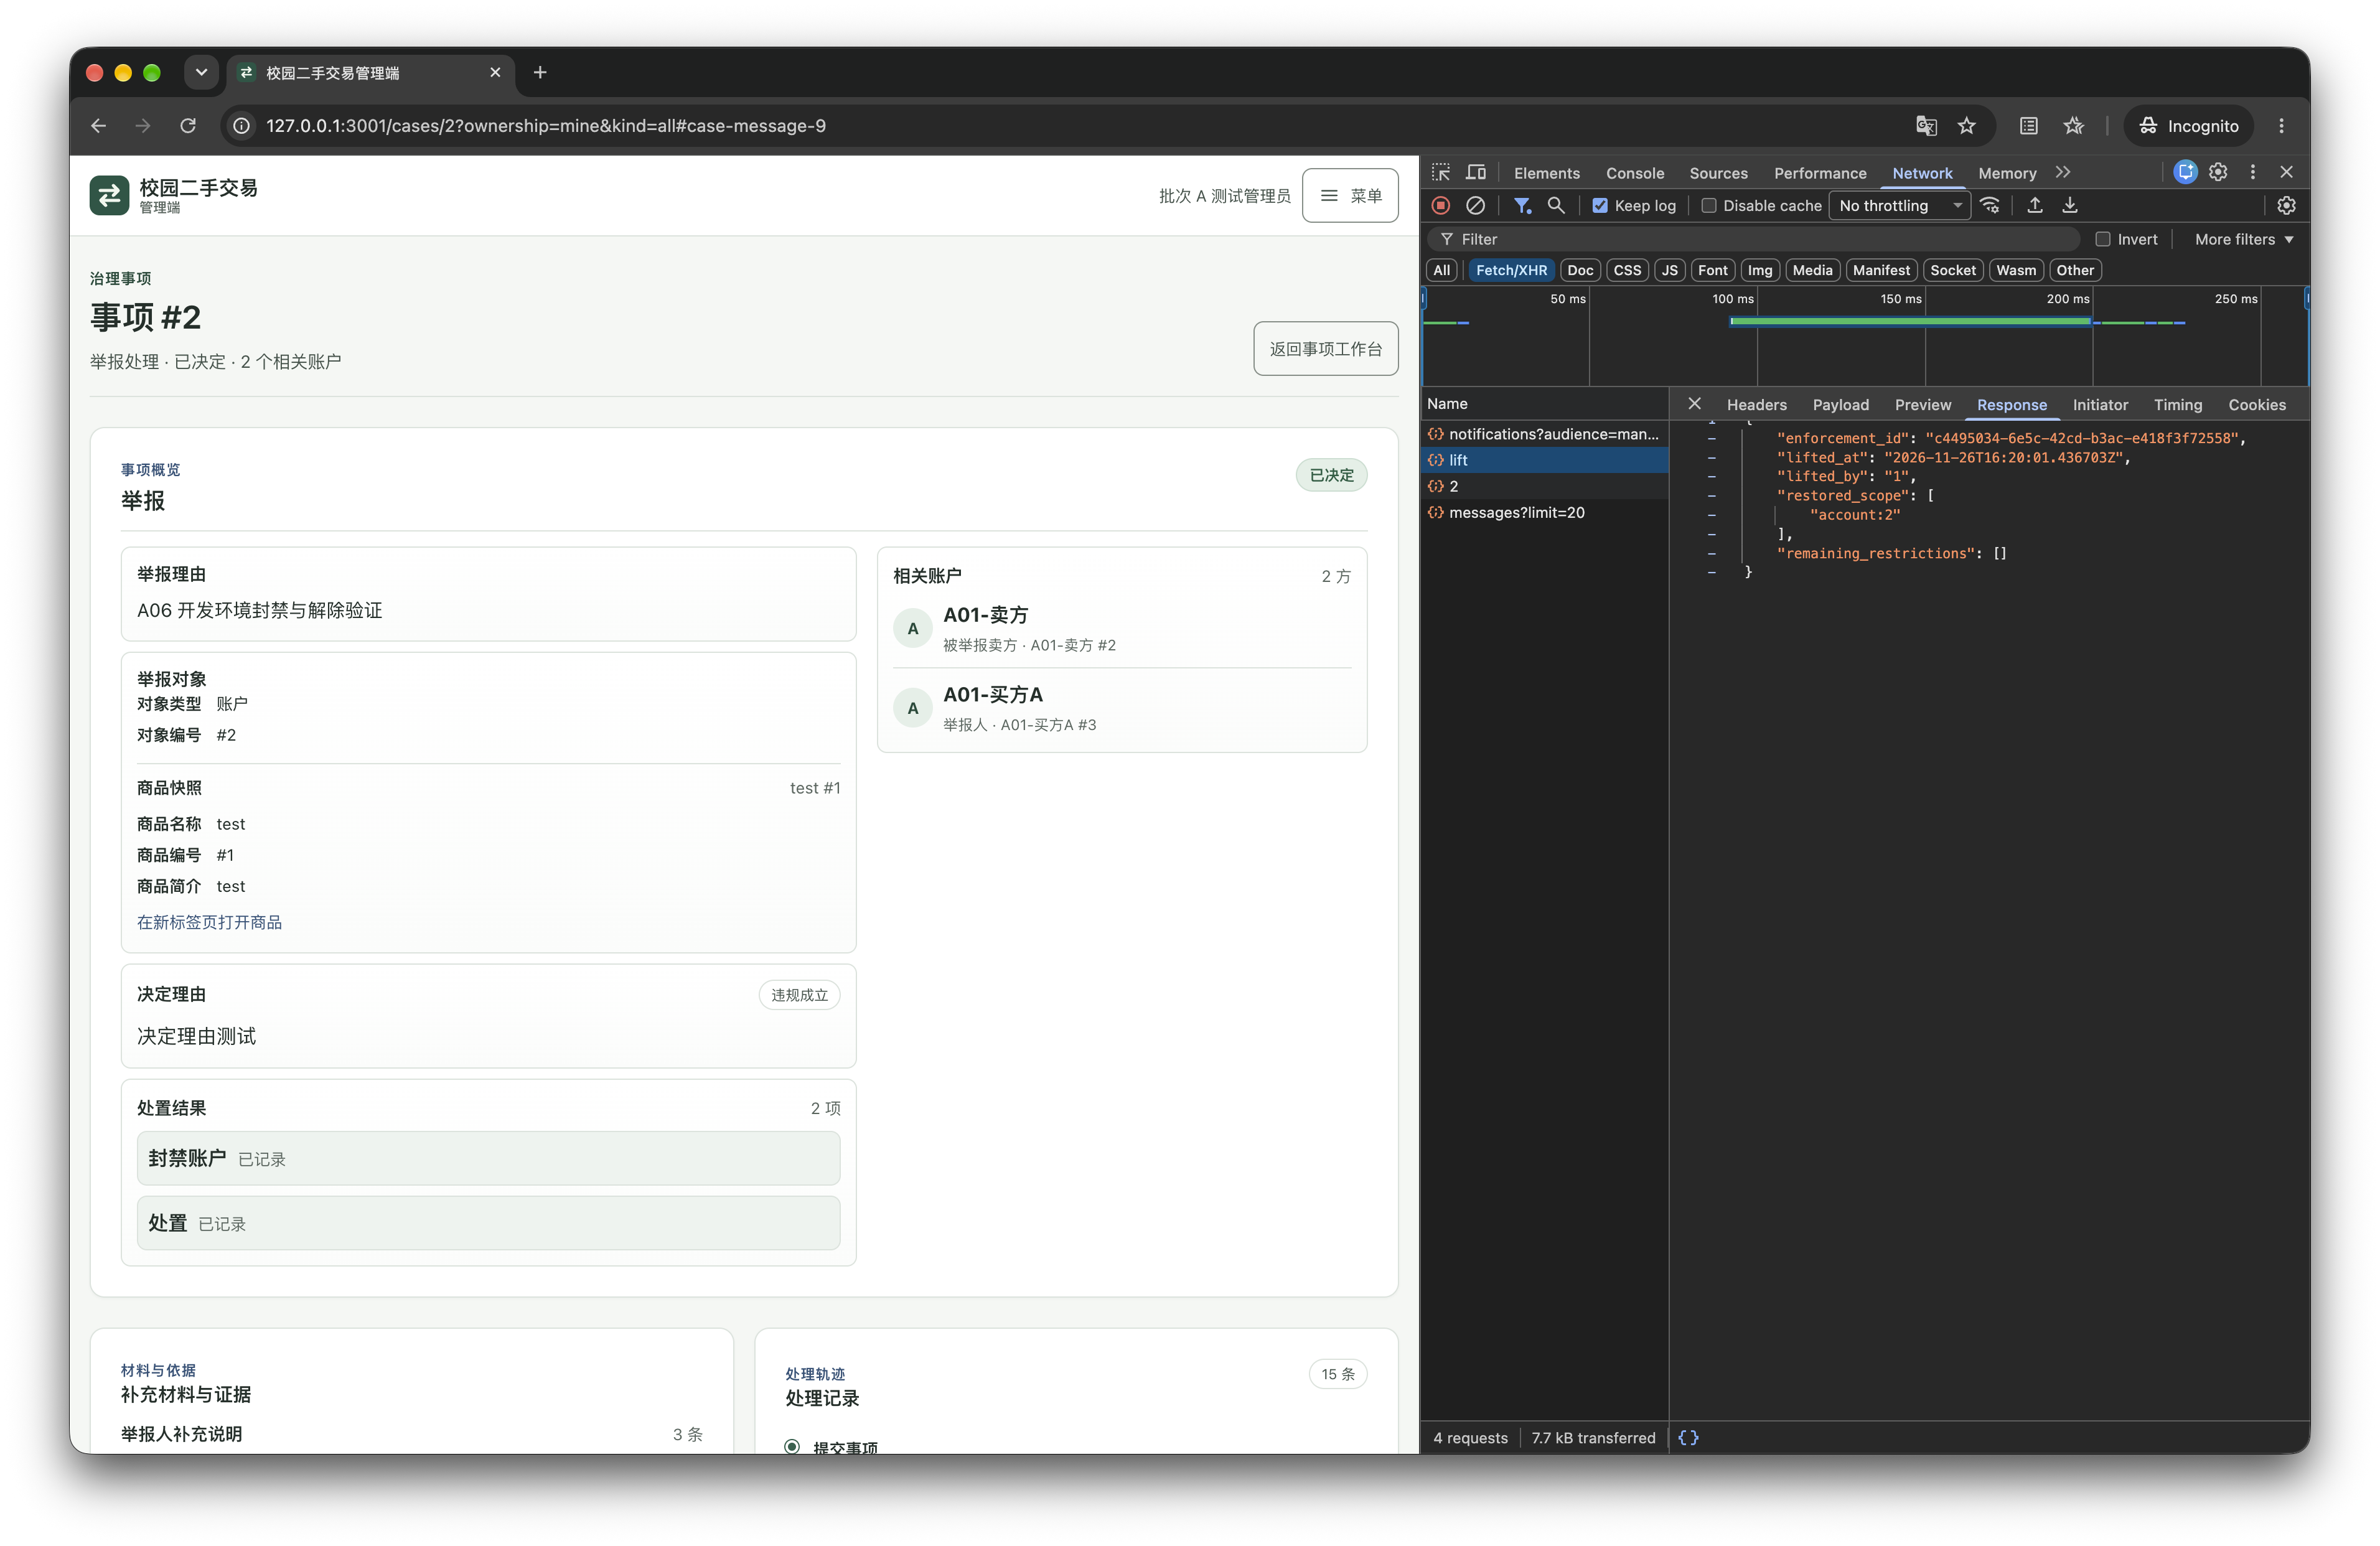 校园二手交易管理端
127.0.0.1:3001/cases/2?ownership=mine&kind=all#case-message-9
Incognito
校园二手交易
管理端
批次 A 测试管理员
菜单
治理事项
事项 #2
举报处理 · 已决定 · 2 个相关账户
返回事项工作台
事项概览
举报
已决定
举报理由
A06 开发环境封禁与解除验证
举报对象
对象类型 账户
对象编号 #2
商品快照 test #1
商品名称 test
商品编号 #1
商品简介 test
在新标签页打开商品
决定理由 违规成立
决定理由测试
处置结果 2 项
封禁账户 已记录
处置 已记录
相关账户 2 方
A
A01-卖方
被举报卖方 · A01-卖方 #2
A
A01-买方A
举报人 · A01-买方A #3
材料与依据
补充材料与证据
举报人补充说明 3 条
处理轨迹
处理记录
15 条
提交事项
Elements Console Sources Performance Network Memory
Keep log Disable cache No throttling
Filter Invert More filters
All Fetch/XHR Doc CSS JS Font Img Media Manifest Socket Wasm Other
50 ms 100 ms 150 ms 200 ms 250 ms
Name
notifications?audience=man...
lift
2
messages?limit=20
Headers Payload Preview Response Initiator Timing Cookies
"enforcement_id": "c4495034-6e5c-42cd-b3ac-e418f3f72558",
"lifted_at": "2026-11-26T16:20:01.436703Z",
"lifted_by": "1",
"restored_scope": [
"account:2"
],
"remaining_restrictions": []
}
4 requests 7.7 kB transferred { }